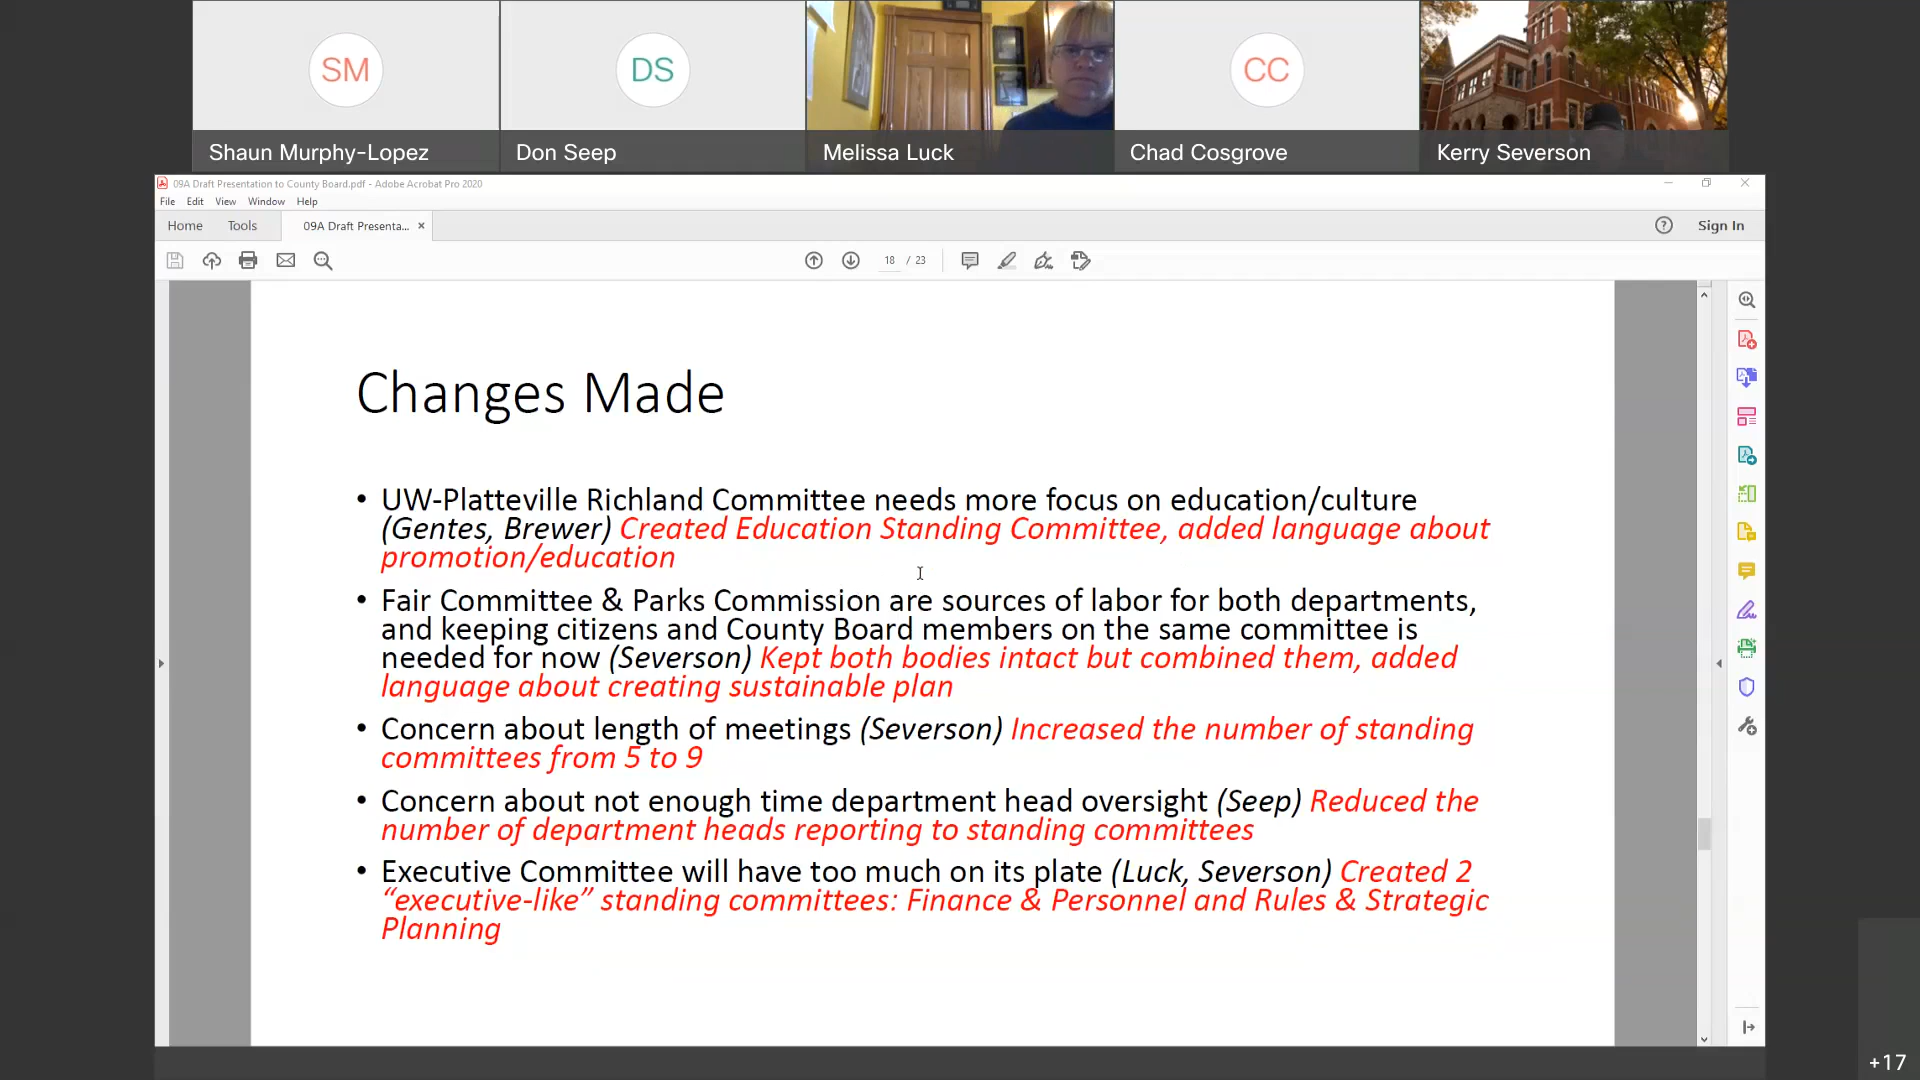 SM
DS
CC
Shaun Murphy-Lopez
Don Seep
Melissa Luck
Chad Cosgrove
Kerry Severson
09A Draft Presentation to County Board.pdf - Adobe Acrobat Pro 2020
File Edit View Window Help
Home Tools 09A Draft Presenta... × Sign In
18 / 23
Changes Made
• UW-Platteville Richland Committee needs more focus on education/culture
(Gentes, Brewer) Created Education Standing Committee, added language about
promotion/education
• Fair Committee & Parks Commission are sources of labor for both departments,
and keeping citizens and County Board members on the same committee is
needed for now (Severson) Kept both bodies intact but combined them, added
language about creating sustainable plan
• Concern about length of meetings (Severson) Increased the number of standing
committees from 5 to 9
• Concern about not enough time department head oversight (Seep) Reduced the
number of department heads reporting to standing committees
• Executive Committee will have too much on its plate (Luck, Severson) Created 2
“executive-like” standing committees: Finance & Personnel and Rules & Strategic
Planning
+17